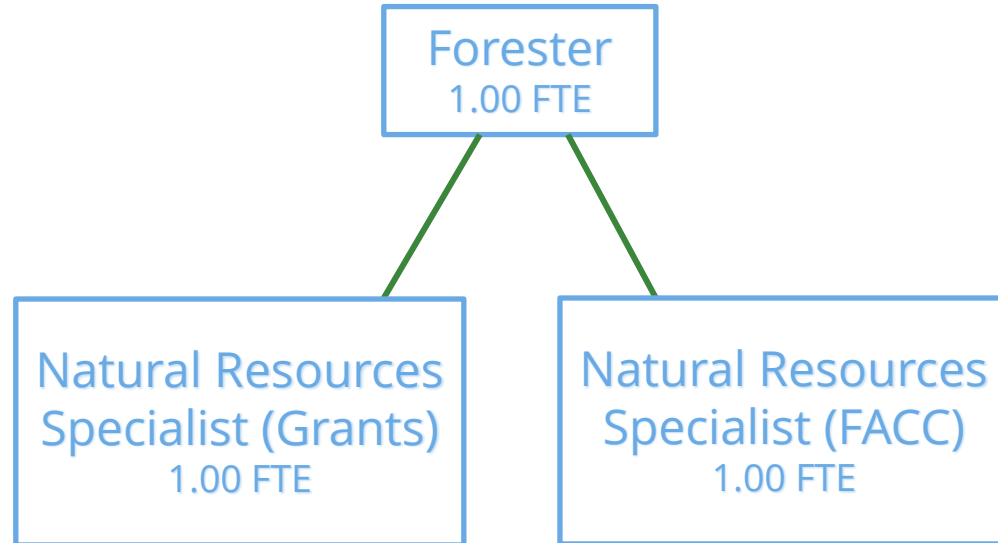 Forester
1.00 FTE
Natural Resources
Specialist (Grants)
1.00 FTE
Natural Resources
Specialist (FACC)
1.00 FTE